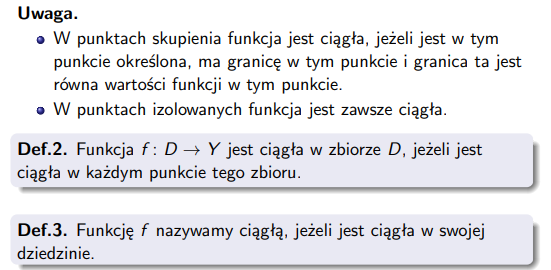 Uwaga.
W punktach skupienia funkcja jest ciągła, jeżeli jest w tym
punkcie określona, ma granicę w tym punkcie i granica ta jest
równa wartości funkcji w tym punkcie.
W punktach izolowanych funkcja jest zawsze ciągła.
Def.2. Funkcja f: D → Y jest ciągła w zbiorze D, jeżeli jest
ciągła w każdym punkcie tego zbioru.
Def.3. Funkcję f nazywamy ciągłą, jeżeli jest ciągła w swojej
dziedzinie.